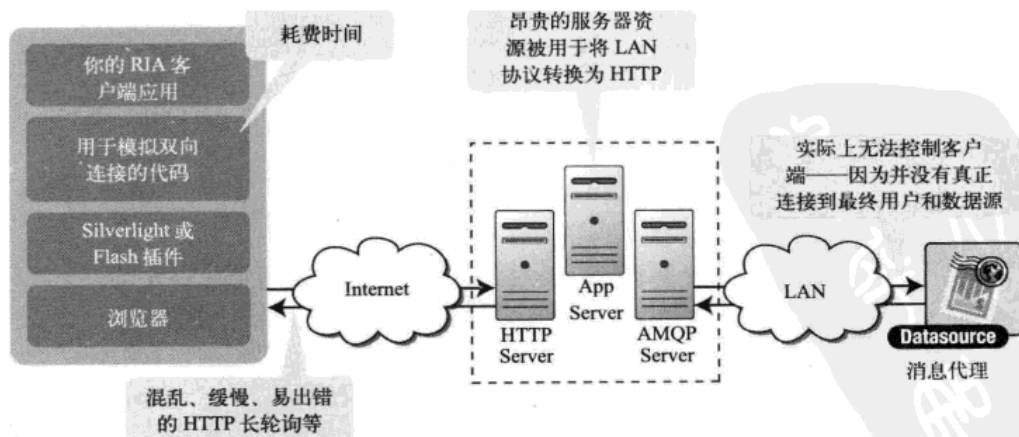 耗费时间
昂贵的服务器资
源被用于将 LAN
协议转换为 HTTP
你的 RIA 客
户端应用
用于模拟双向
连接的代码
Silverlight 或
Flash 插件
浏览器
实际上无法控制客户
端——因为并没有真正
连接到最终用户和数据源
Internet
HTTP
Server
App
Server
AMQP
Server
LAN
Datasource
消息代理
混乱、缓慢、易出错
的 HTTP 长轮询等